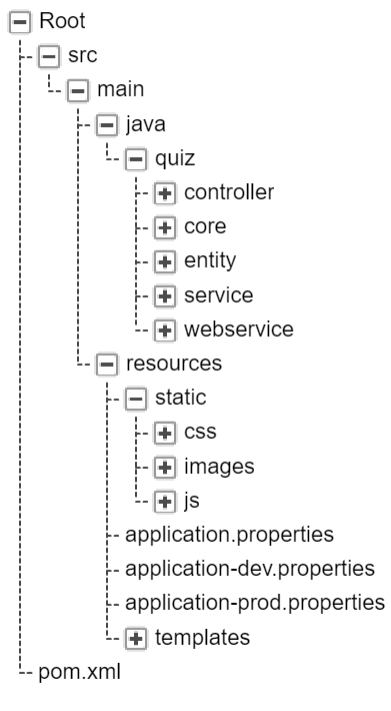 Root
src
main
java
quiz
controller
core
entity
service
webservice
resources
static
css
images
js
application.properties
application-dev.properties
application-prod.properties
templates
pom.xml